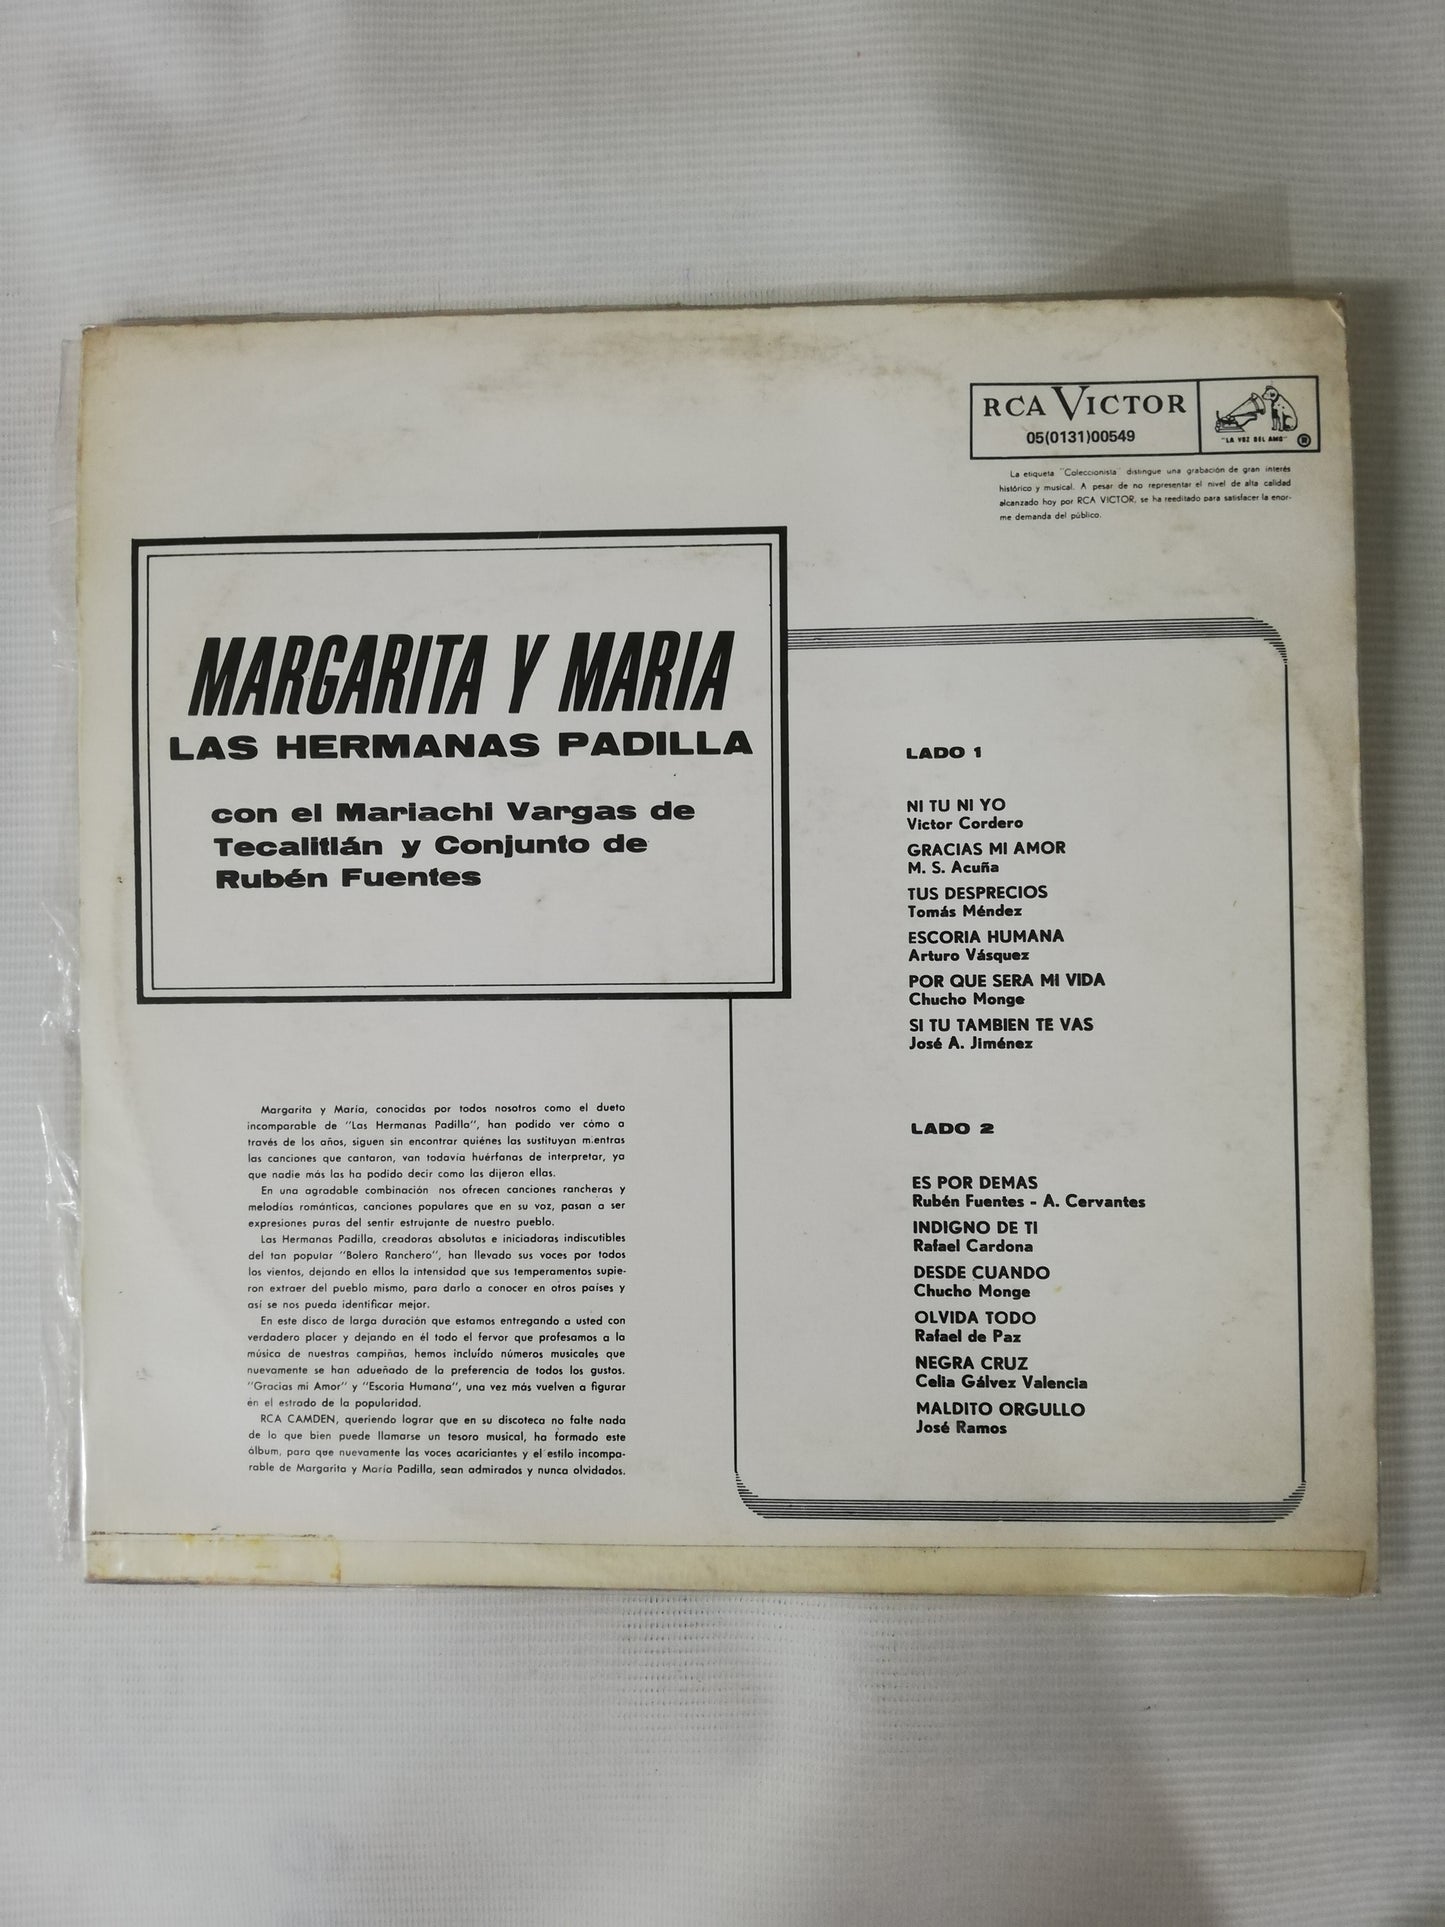 RCA VICTOR
05(0131)00549
"LA VOZ DEL AMO" ®
La etiqueta "Coleccionista" distingue una grabación de gran interés
histórico y musical. A pesar de no representar el nivel de alta calidad
alcanzado hoy por RCA VICTOR, se ha reeditado para satisfacer la enor-
me demanda del público.
MARGARITA Y MARIA
LAS HERMANAS PADILLA
con el Mariachi Vargas de
Tecalitlán y Conjunto de
Rubén Fuentes
Margarita y María, conocidas por todos nosotros como el dueto
incomparable de "Las Hermanas Padilla", han podido ver cómo a
través de los años, siguen sin encontrar quiénes las sustituyan m.entras
las canciones que cantaron, van todavía huérfanas de interpretar, ya
que nadie más las ha podido decir como las dijeron ellas.
En una agradable combinación nos ofrecen canciones rancheras y
melodías románticas, canciones populares que en su voz, pasan a ser
expresiones puras del sentir estrujante de nuestro pueblo.
Las Hermanas Padilla, creadoras absolutas e iniciadoras indiscutibles
del tan popular "Bolero Ranchero", han llevado sus voces por todos
los vientos, dejando en ellos la intensidad que sus temperamentos supie-
ron extraer del pueblo mismo, para darlo a conocer en otros países y
así se nos pueda identificar mejor.
En este disco de larga duración que estamos entregando a usted con
verdadero placer y dejando en él todo el fervor que profesamos a la
música de nuestras campiñas, hemos incluído números musicales que
nuevamente se han adueñado de la preferencia de todos los gustos.
"Gracias mi Amor" y "Escoria Humana", una vez más vuelven a figurar
en el estrado de la popularidad.
RCA CAMDEN, queriendo lograr que en su discoteca no falte nada
de lo que bien puede llamarse un tesoro musical, ha formado este
álbum, para que nuevamente las voces acariciantes y el estilo incompa-
rable de Margarita y María Padilla, sean admirados y nunca olvidados.
LADO 1
NI TU NI YO
Victor Cordero
GRACIAS MI AMOR
M. S. Acuña
TUS DESPRECIOS
Tomás Méndez
ESCORIA HUMANA
Arturo Vásquez
POR QUE SERA MI VIDA
Chucho Monge
SI TU TAMBIEN TE VAS
José A. Jiménez
LADO 2
ES POR DEMAS
Rubén Fuentes - A. Cervantes
INDIGNO DE TI
Rafael Cardona
DESDE CUANDO
Chucho Monge
OLVIDA TODO
Rafael de Paz
NEGRA CRUZ
Celia Gálvez Valencia
MALDITO ORGULLO
José Ramos